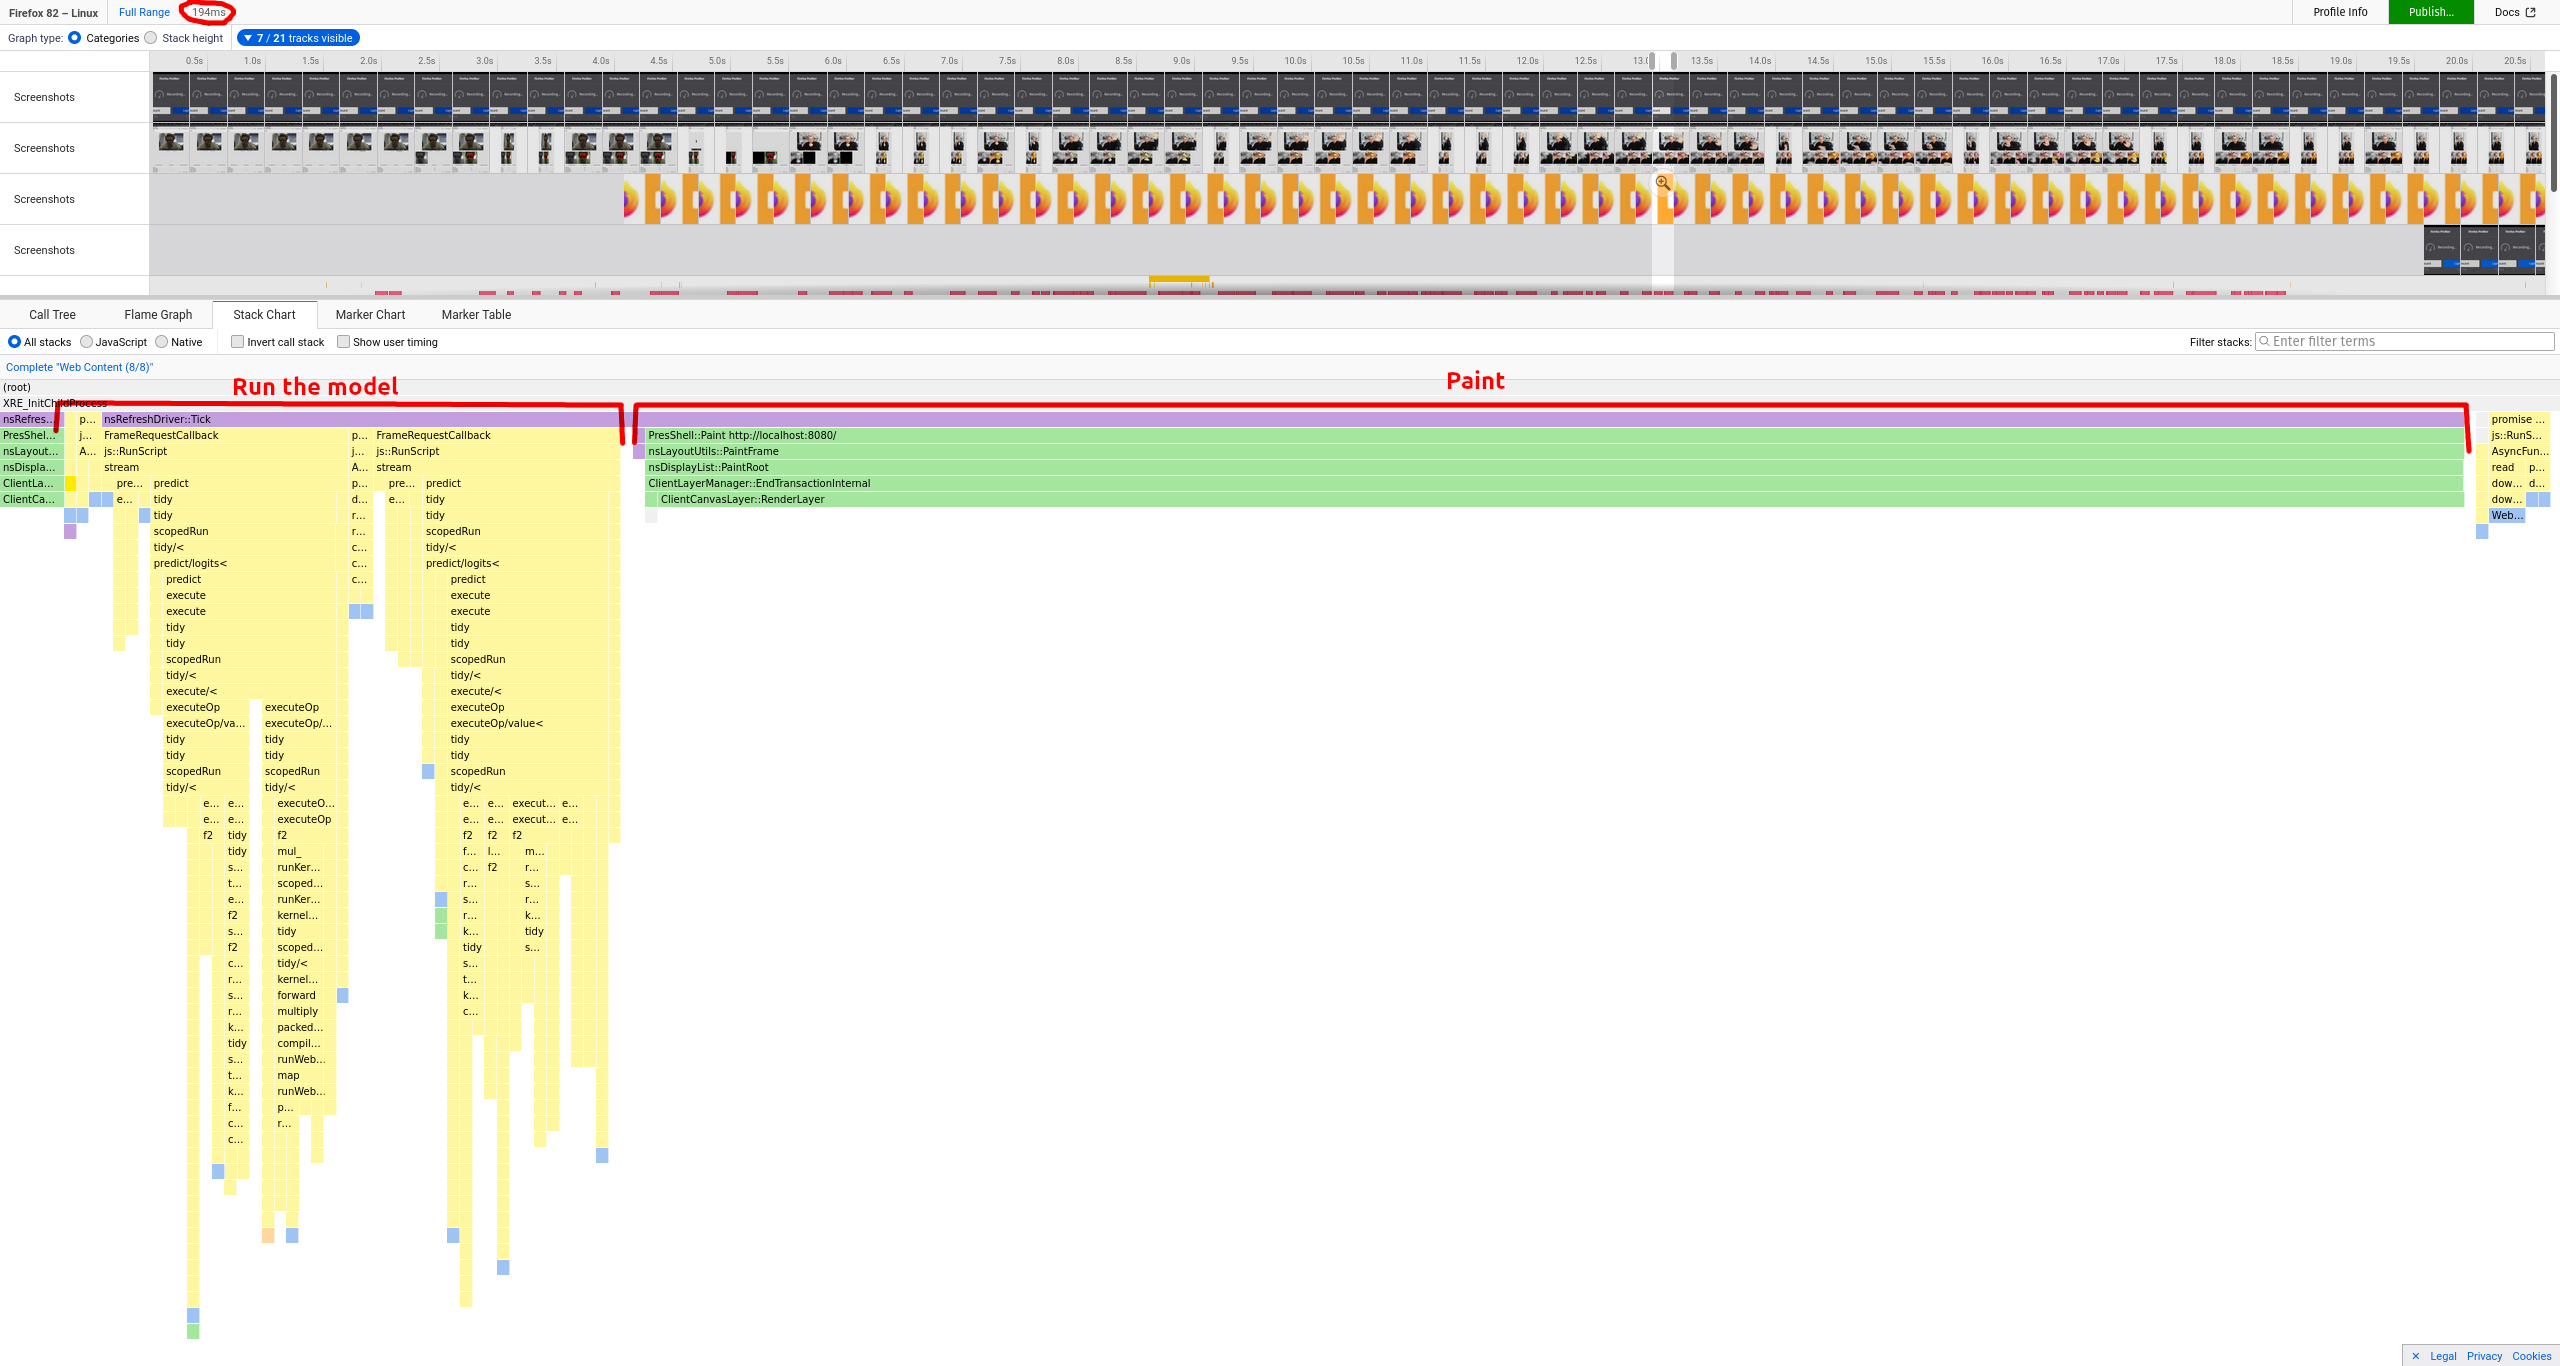 Firefox 82 – Linux Full Range 194ms Profile Info Publish... Docs
Graph type: Categories Stack height 7 / 21 tracks visible
0.5s 1.0s 1.5s 2.0s 2.5s 3.0s 3.5s 4.0s 4.5s 5.0s 5.5s 6.0s 6.5s 7.0s 7.5s 8.0s 8.5s 9.0s 9.5s 10.0s 10.5s 11.0s 11.5s 12.0s 12.5s 13.0 13.5s 14.0s 14.5s 15.0s 15.5s 16.0s 16.5s 17.0s 17.5s 18.0s 18.5s 19.0s 19.5s 20.0s 20.5s
Screenshots
Screenshots
Screenshots
Screenshots
Call Tree Flame Graph Stack Chart Marker Chart Marker Table
All stacks JavaScript Native Invert call stack Show user timing Filter stacks: Enter filter terms
Complete "Web Content (8/8)"
Run the model Paint
(root)
XRE_InitChildProcess
nsRefres... p... nsRefreshDriver::Tick promise ...
PresShel... j... FrameRequestCallback p... FrameRequestCallback PresShell::Paint http://localhost:8080/ js::RunS...
nsLayout... A... js::RunScript j... js::RunScript nsLayoutUtils::PaintFrame AsyncFun...
nsDispla... stream A... stream nsDisplayList::PaintRoot read p...
ClientLa... pre... predict p... pre... predict ClientLayerManager::EndTransactionInternal dow... d...
ClientCa... e... tidy d... e... tidy ClientCanvasLayer::RenderLayer dow...
tidy r... tidy Web...
scopedRun r... scopedRun
tidy/< c... tidy/<
predict/logits< c... predict/logits<
predict c... predict
execute execute
execute execute
tidy tidy
tidy tidy
scopedRun scopedRun
tidy/< tidy/<
execute/< execute/<
executeOp executeOp executeOp
executeOp/va... executeOp/... executeOp/value<
tidy tidy tidy
tidy tidy tidy
scopedRun scopedRun scopedRun
tidy/< tidy/< tidy/<
e... e... executeO... e... e... execut... e...
e... e... executeOp e... e... execut... e...
f2 tidy f2 f2 f2 f2
tidy mul_ f... l... m...
s... runKer... c... f2 r...
t... scoped... r... s...
e... runKer... s... r...
f2 kernel... r... k...
s... tidy k... tidy
f2 scoped... tidy s...
c... tidy/< s...
r... kernel... t...
s... forward k...
r... multiply c...
k... packed...
tidy compil...
s... runWeb...
t... map
k... runWeb...
f... p...
c... r...
c...
Legal Privacy Cookies